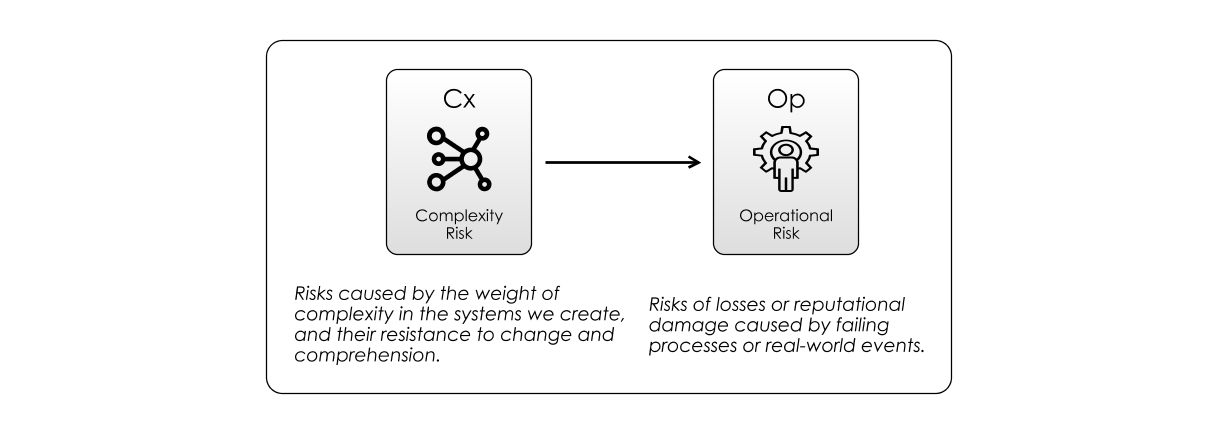 Cx
Complexity
Risk
Risks caused by the weight of
complexity in the systems we create,
and their resistance to change and
comprehension.
Op
Operational
Risk
Risks of losses or reputational
damage caused by failing
processes or real-world events.